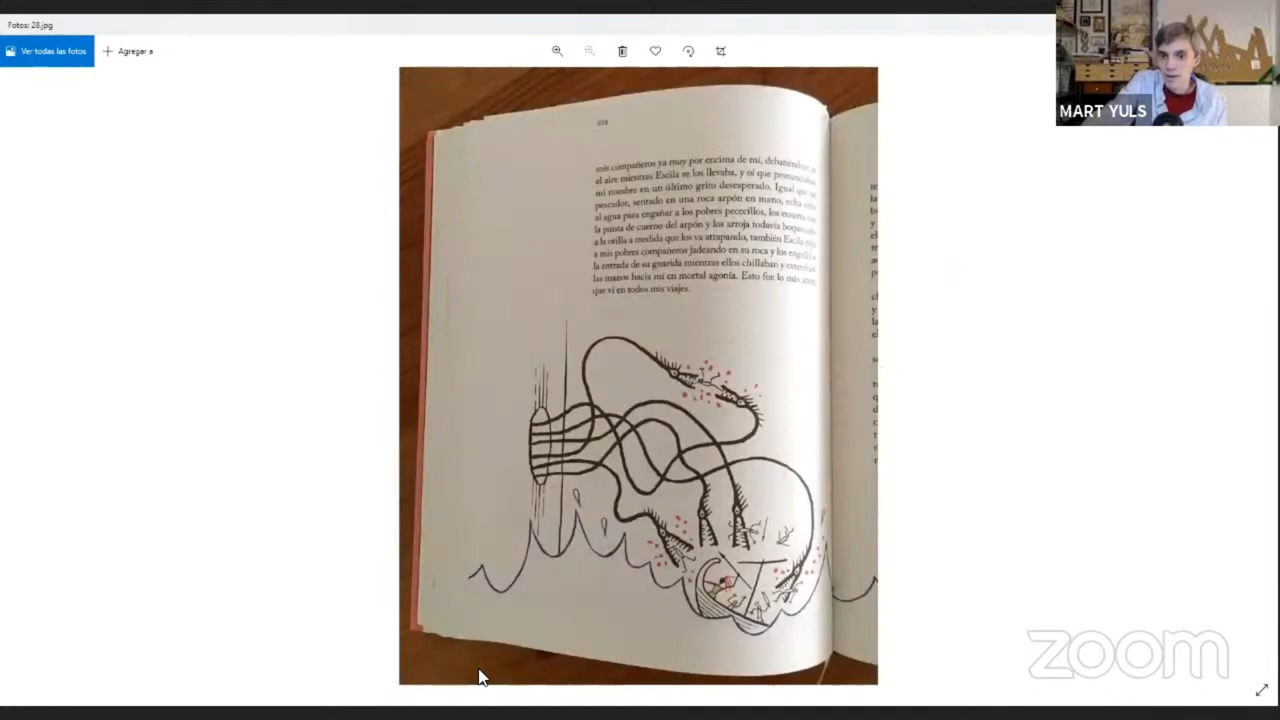 Fotos: 28.jpg
Ver todas las fotos
Agregar a
MART YULS
mis compañeros ya muy por encima de mí, debatiéndose en
el aire mientras Escila se los llevaba, y oí que pronunciaban
mi nombre en un último grito desesperado. Igual que un
pescador, sentado en una roca arpón en mano, echa
al agua para engañar a los pobres pececillos, los ensarta con
la punta de cuerno del arpón y los arroja todavía boqueando
a la orilla a medida que los va atrapando, también Escila
a mis pobres compañeros jadeando en su roca y los engulló a
la entrada de su guarida mientras ellos chillaban y extendían
las manos hacia mí en mortal agonía. Esto fue lo más
que vi en todos mis viajes.
zoom